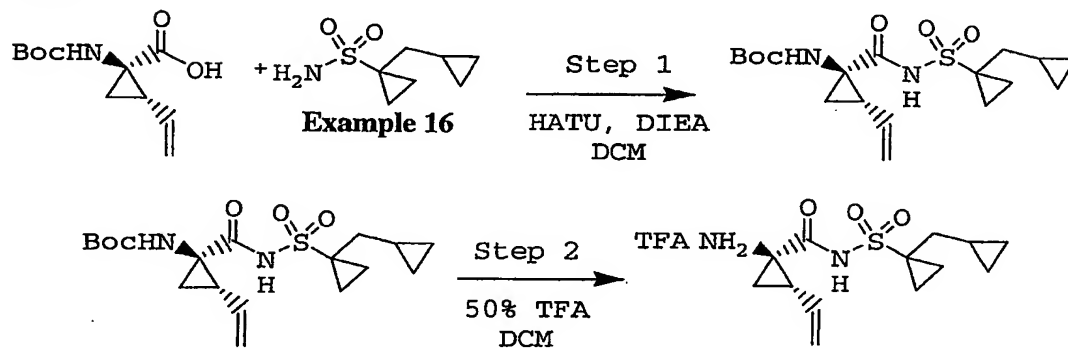 BocHN
O
OH
+
H2N
O O
S
Example 16
Step 1
HATU, DIEA
DCM
BocHN
O
N
H
O O
S
BocHN
O
N
H
O O
S
Step 2
50% TFA
DCM
TFA NH2
O
N
H
O O
S